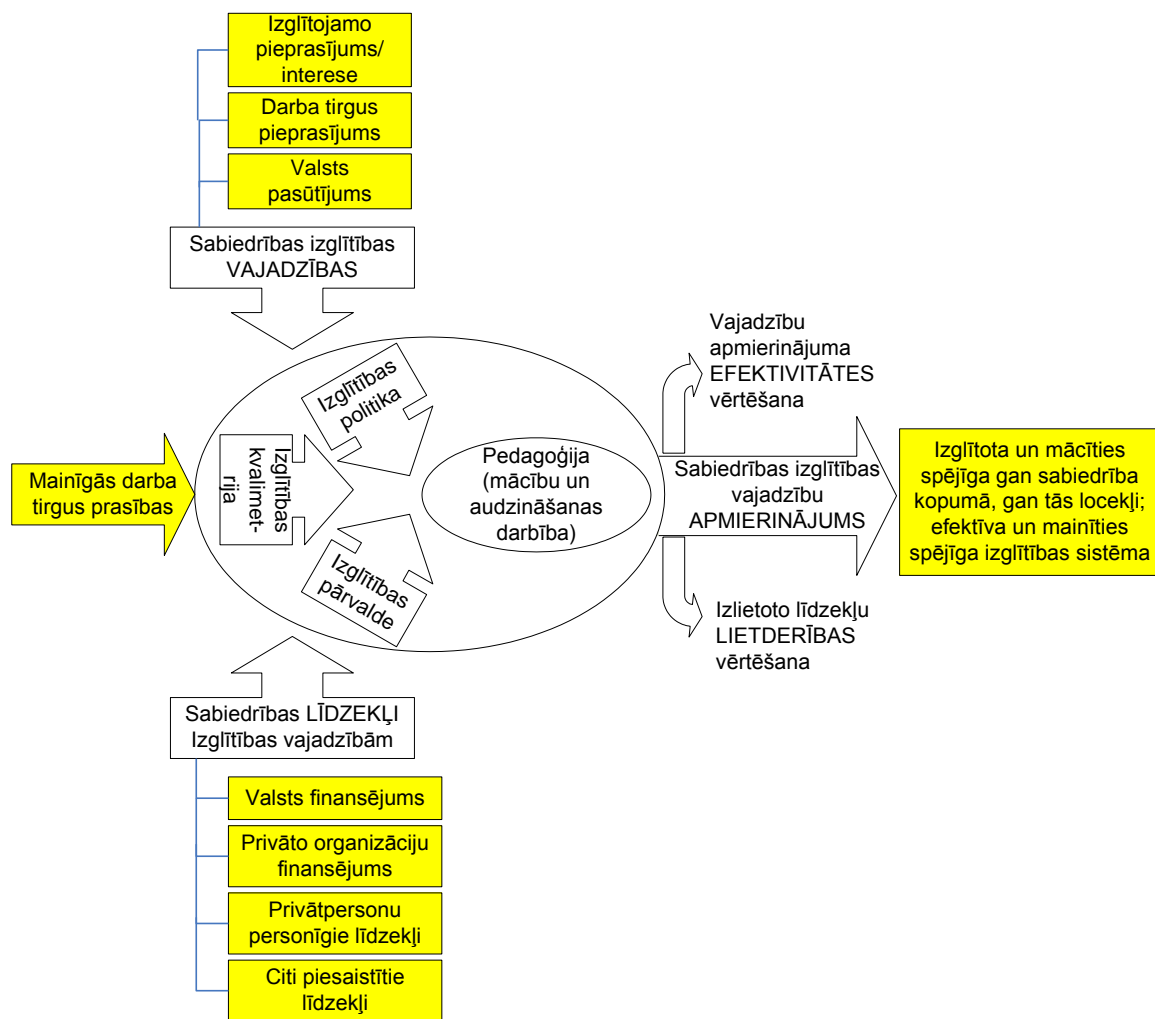 Izglītojamo
pieprasījums/
interese
Darba tirgus
pieprasījums
Valsts
pasūtījums
Sabiedrības izglītības
VAJADZĪBAS
Mainīgās darba
tirgus prasības
Izglītības
politika
Izglītības
kvalimet-
rija
Izglītības
pārvalde
Pedagoģija
(mācību un
audzināšanas
darbība)
Vajadzību
apmierinājuma
EFEKTIVITĀTES
vērtēšana
Sabiedrības izglītības
vajadzību
APMIERINĀJUMS
Izlietoto līdzekļu
LIETDERĪBAS
vērtēšana
Izglītota un mācīties
spējīga gan sabiedrība
kopumā, gan tās locekļi;
efektīva un mainīties
spējīga izglītības sistēma
Sabiedrības LĪDZEKĻI
Izglītības vajadzībām
Valsts finansējums
Privāto organizāciju
finansējums
Privātpersonu
personīgie līdzekļi
Citi piesaistītie
līdzekļi